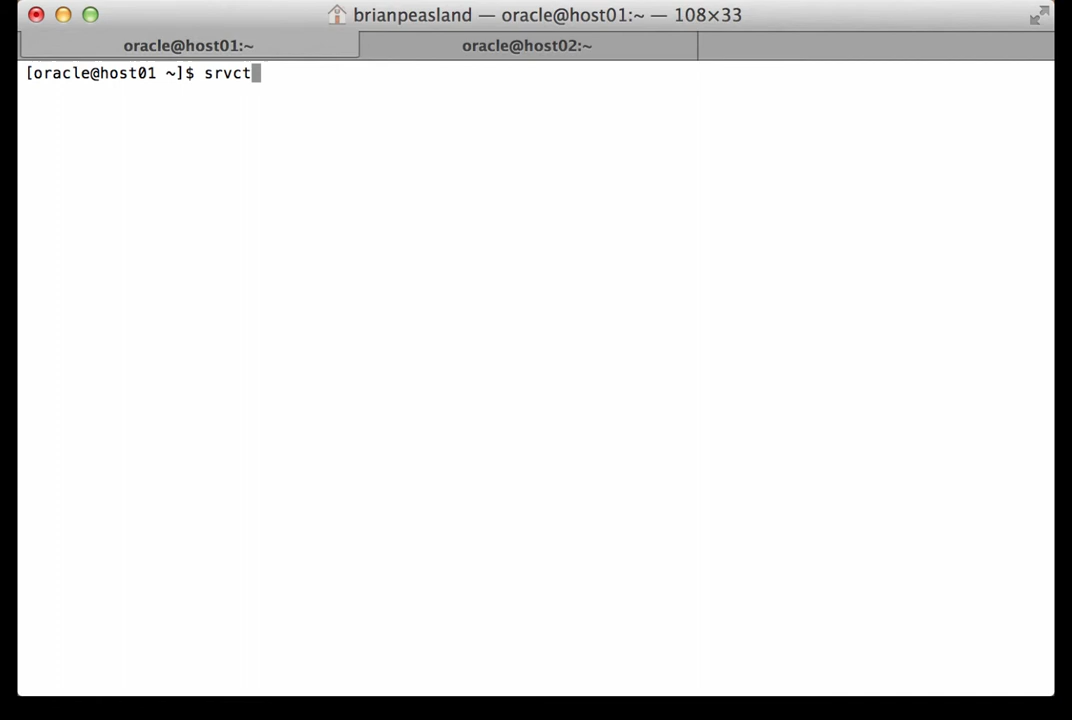 brianpeasland — oracle@host01:~ — 108×33
oracle@host01:~
oracle@host02:~
[oracle@host01 ~]$ srvct